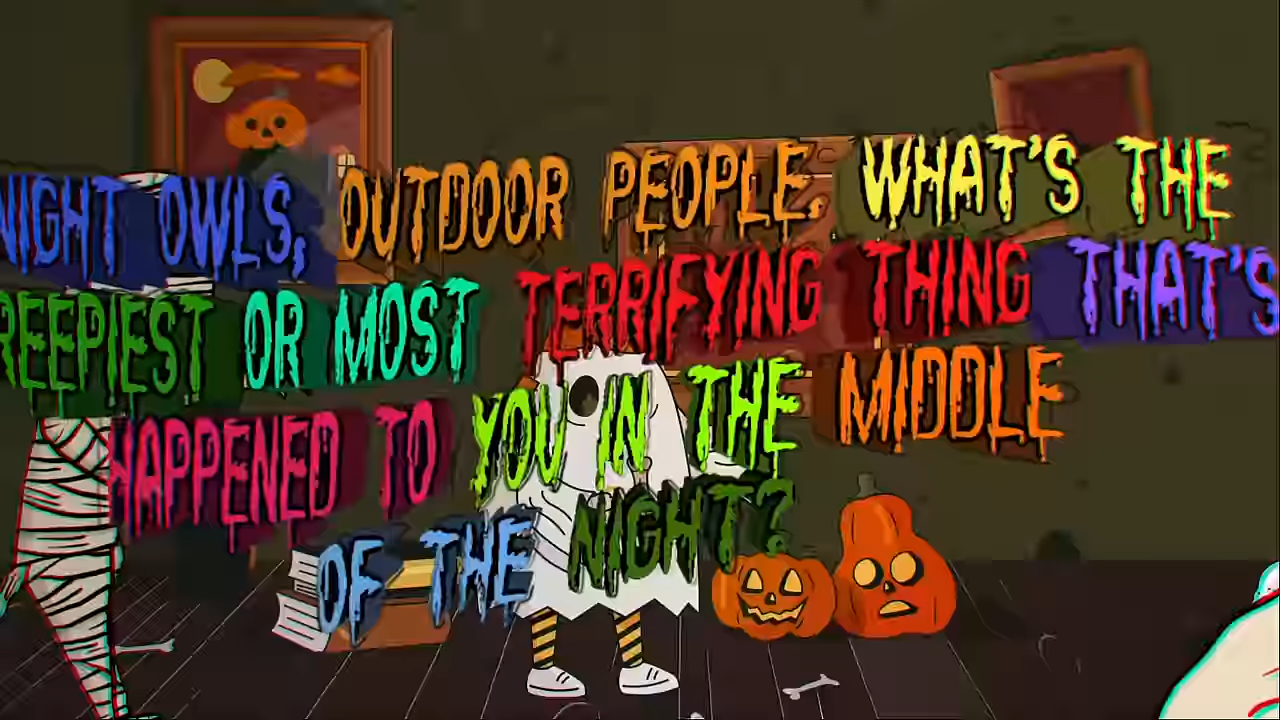 NIGHT OWLS, OUTDOOR PEOPLE, WHAT'S THE
REEPIEST OR MOST TERRIFYING THING THAT'S
HAPPENED TO YOU IN THE MIDDLE
OF THE NIGHT?